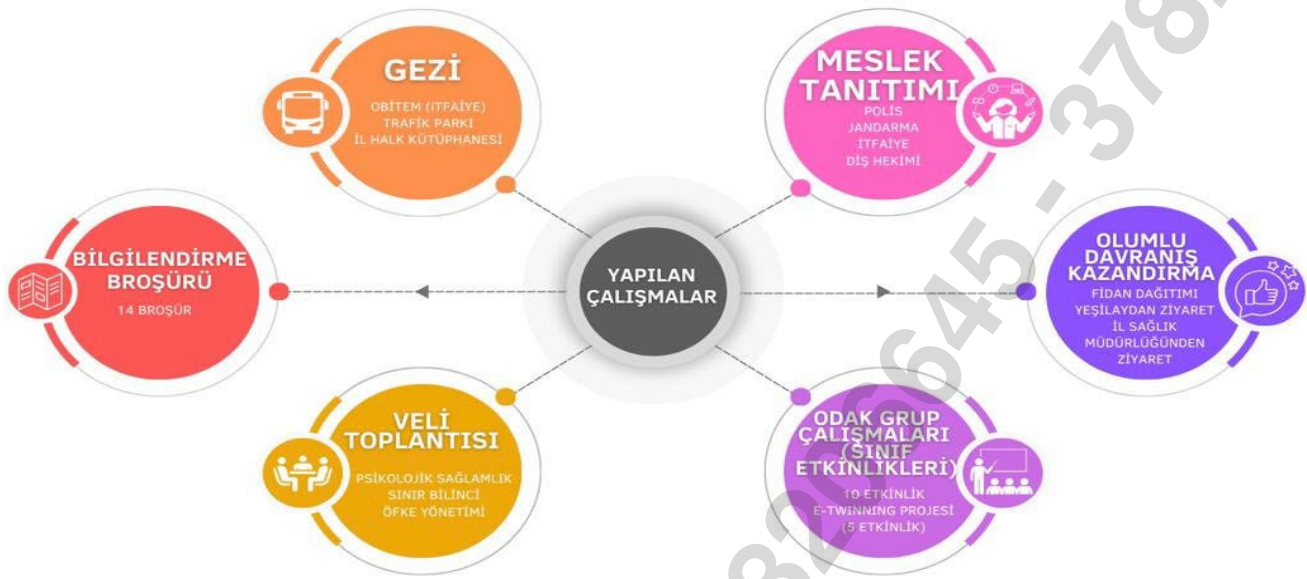 GEZİ
OBİTEM (İTFAİYE)
TRAFİK PARKI
İL HALK KÜTÜPHANESİ
MESLEK
TANITIMI
POLİS
JANDARMA
İTFAİYE
DİŞ HEKİMİ
BİLGİLENDİRME
BROŞÜRÜ
14 BROŞÜR
YAPILAN
ÇALIŞMALAR
OLUMLU
DAVRANIŞ
KAZANDIRMA
FİDAN DAĞITIMI
YEŞİLAYDAN ZİYARET
İL SAĞLIK
MÜDÜRLÜĞÜNDEN
ZİYARET
VELİ
TOPLANTISI
PSİKOLOJİK SAĞLAMLIK
SINIR BİLİNCİ
ÖFKE YÖNETİMİ
ODAK GRUP
ÇALIŞMALARI
(SINIF
ETKİNLİKLERİ)
10 ETKİNLİK
E-TWINNING PROJESİ
(5 ETKİNLİK)